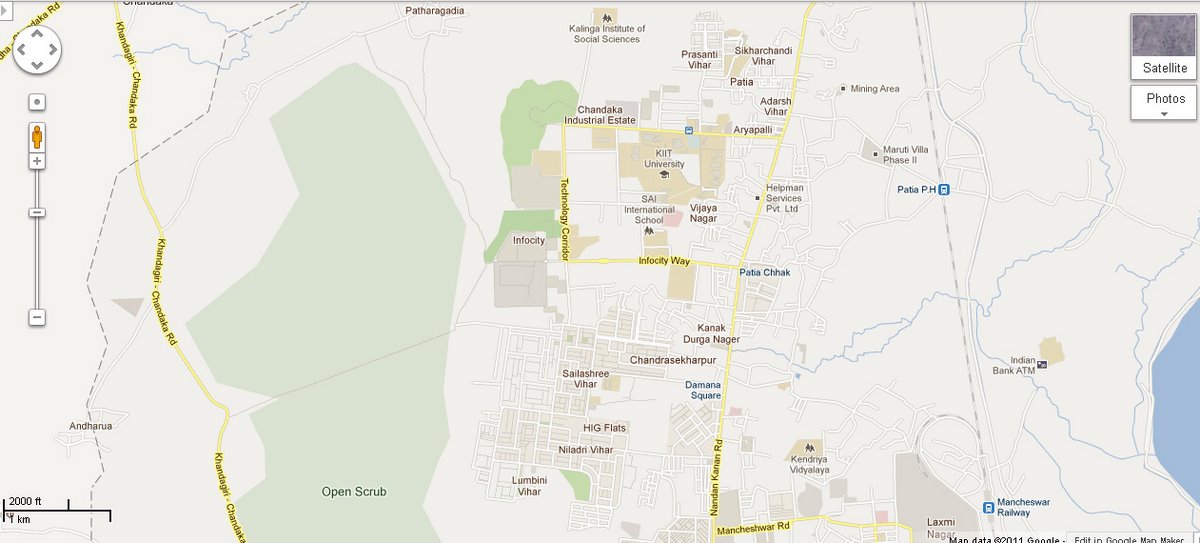 Chandaka
Patharagadia
dha - Chandaka Rd
Khandagiri - Chandaka Rd
Kalinga Institute of
Social Sciences
Prasanti
Vihar
Sikharchandi
Vihar
Patia
Satellite
Photos
Mining Area
Adarsh
Vihar
Chandaka
Industrial Estate
Aryapalli
KIIT
University
Maruti Villa
Phase II
Patia P.H
Helpman
Services
Pvt. Ltd
SAI
International
School
Vijaya
Nagar
Technology Corridor
Infocity
Infocity Way
Patia Chhak
Khandagiri - Chandaka Rd
Kanak
Durga Nager
Chandrasekharpur
Indian
Bank ATM
Sailashree
Vihar
Damana
Square
Andharua
HIG Flats
Niladri Vihar
Nandan Kanan Rd
Kendriya
Vidyalaya
Khandagiri - Chandaka
Lumbini
Vihar
Open Scrub
2000 ft
1 km
Mancheswar
Railway
Mancheshwar Rd
Laxmi
Nagar
Map data ©2011 Google -
Edit in Google Map Maker